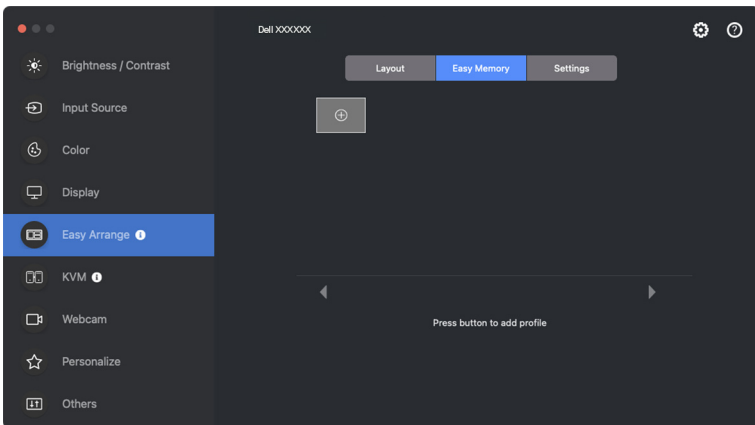 Dell XXXXXX
Brightness / Contrast
Input Source
Color
Display
Easy Arrange
KVM
Webcam
Personalize
Others
Layout
Easy Memory
Settings
Press button to add profile